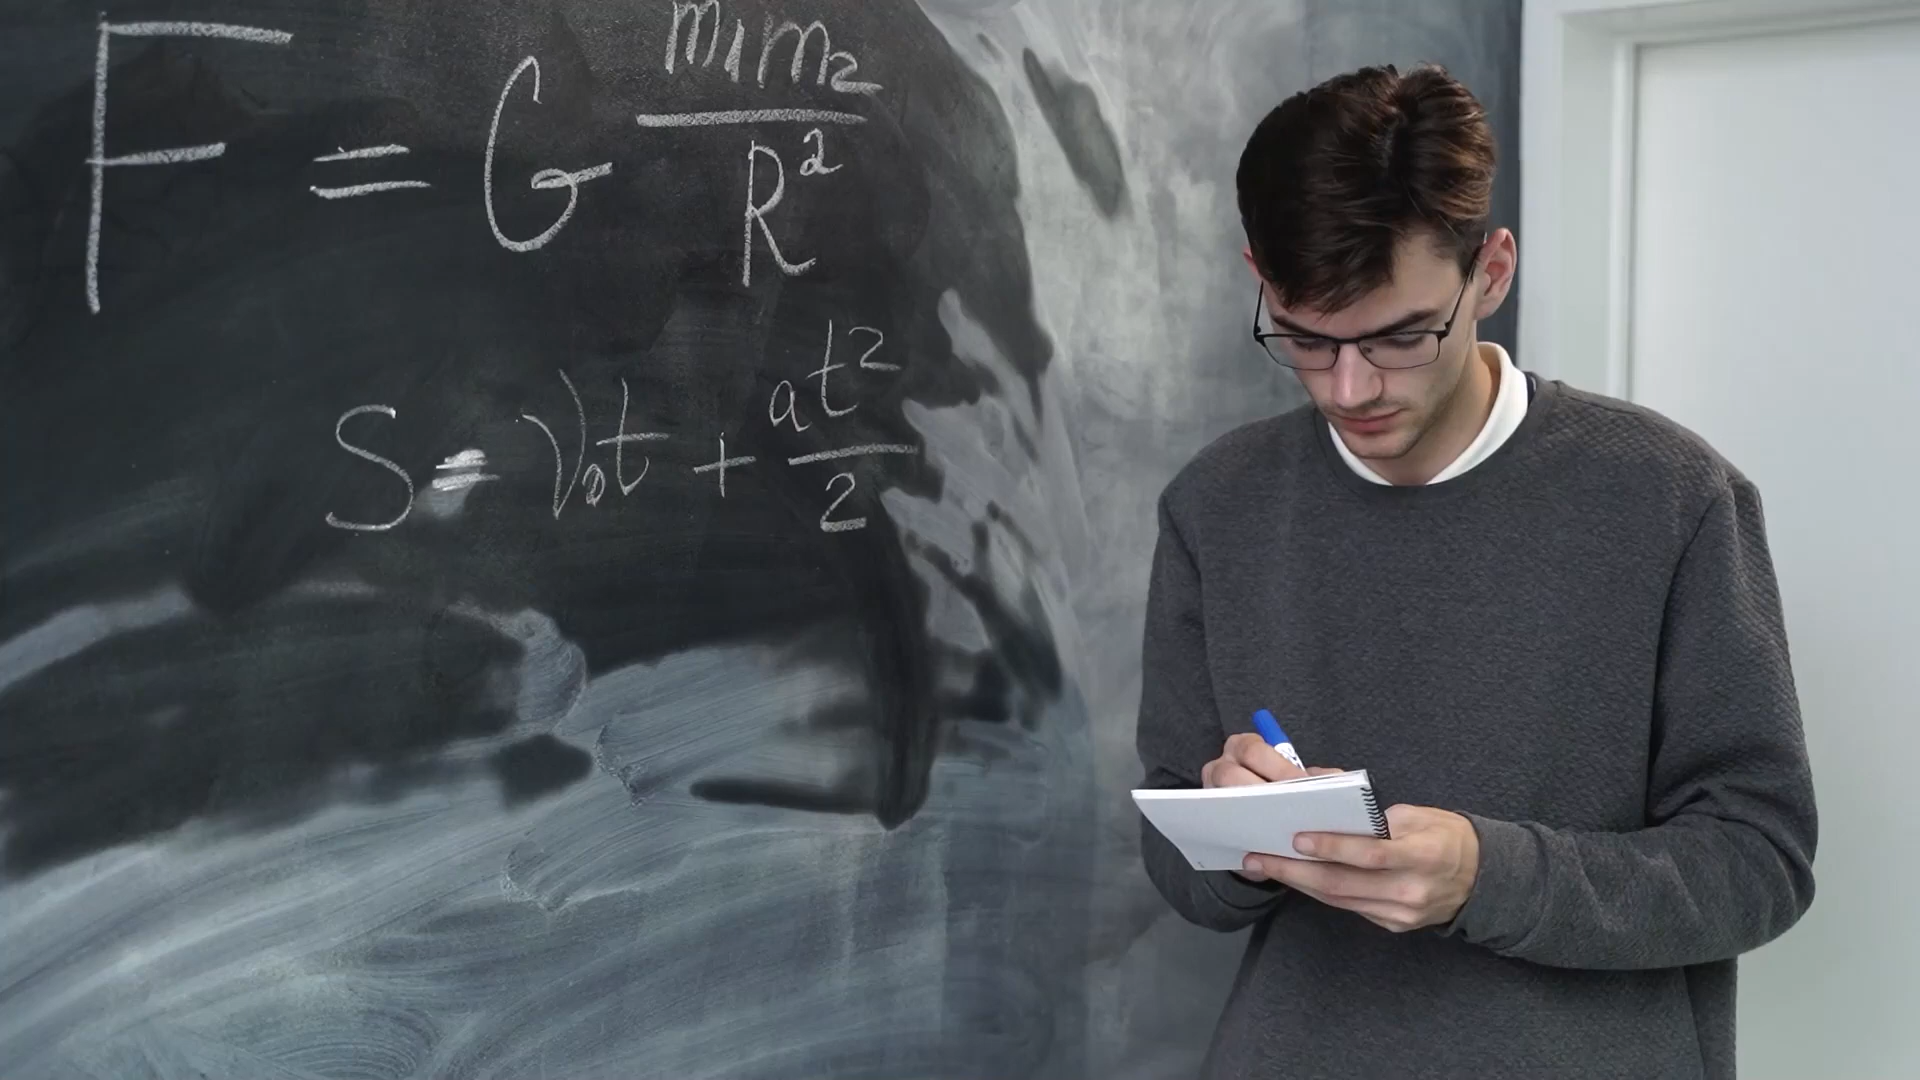 F = G m₁m₂/R²
S = V₀t + at²/2